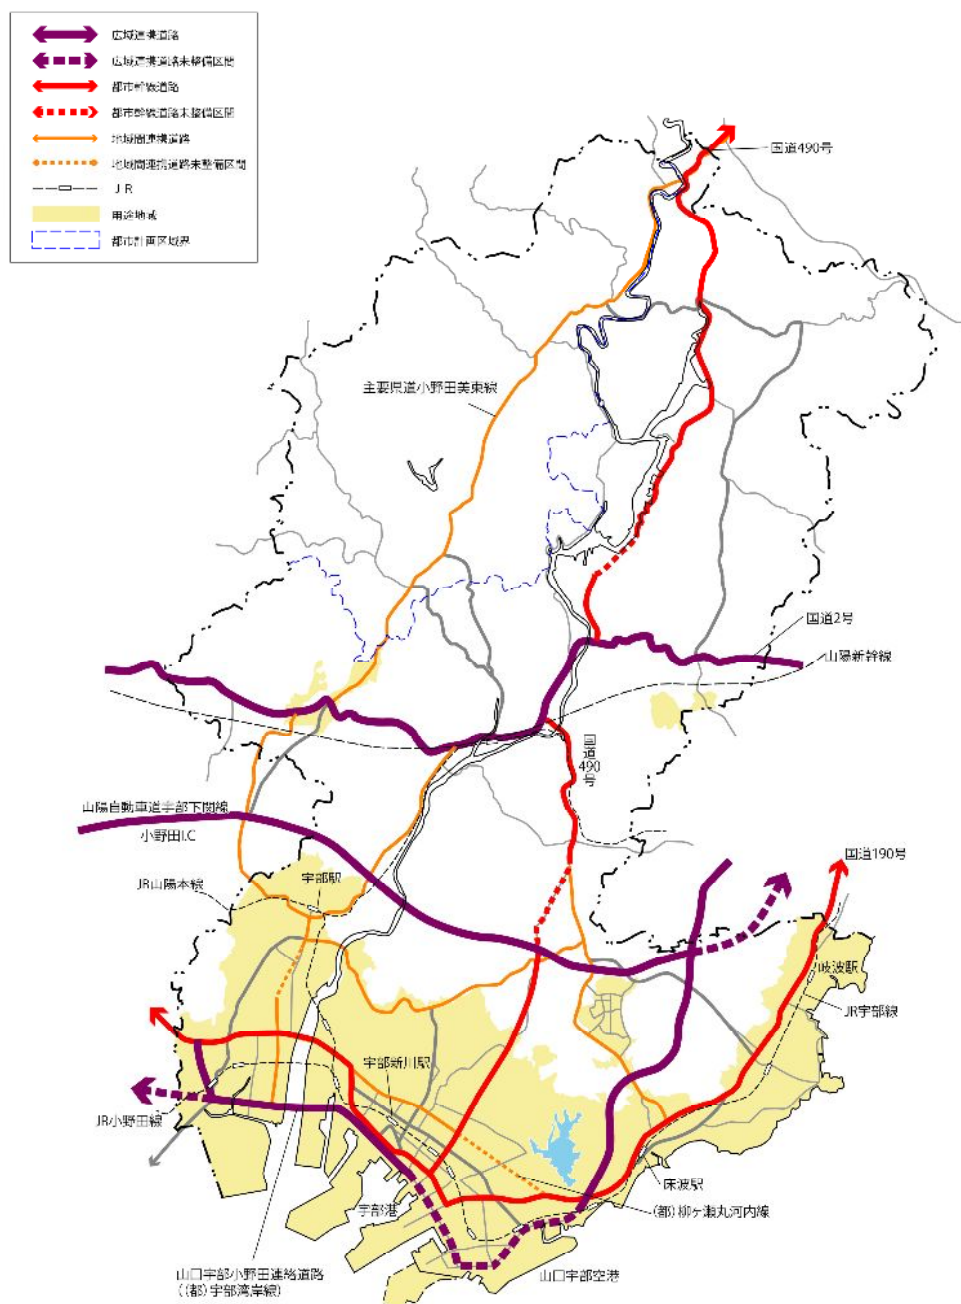 広域連携道路
広域連携道路未整備区間
都市幹線道路
都市幹線道路未整備区間
地域間連携道路
地域間連携道路未整備区間
JR
用途地域
都市計画区域界
国道490号
主要県道小野田美東線
国道2号
山陽新幹線
国道490号
山陽自動車道宇部下関線
小野田I.C
宇部駅
JR山陽本線
国道190号
岐波駅
JR宇部線
宇部新川駅
JR小野田線
床波駅
宇部港
(都)柳ヶ瀬丸河内線
山口宇部小野田連絡道路
((都)宇部湾岸線)
山口宇部空港